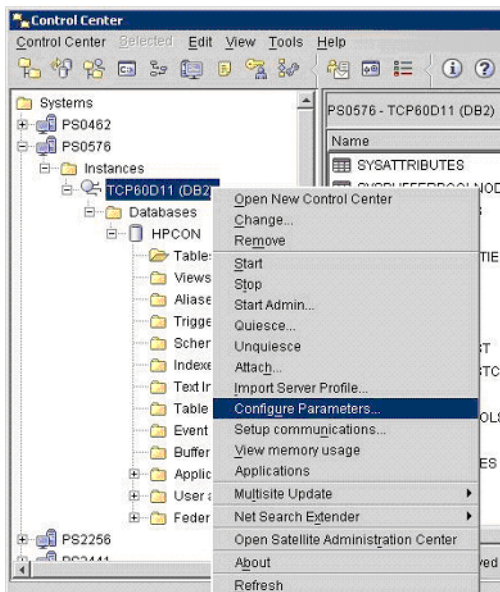 Control Center
Control Center Selected Edit View Tools Help
Systems
PS0462
PS0576
Instances
TCP60D11 (DB2)
Databases
HPCON
Tables
Views
Aliase
Trigge
Scher
Indexe
Text Ir
Table
Event
Buffer
Applic
User a
Feder
PS2256
PS2441
PS0576 - TCP60D11 (DB2)
Name
SYSATTRIBUTES
Open New Control Center
Change...
Remove
Start
Stop
Start Admin...
Quiesce...
Unquiesce
Attach...
Import Server Profile...
Configure Parameters...
Setup communications...
View memory usage
Applications
Multisite Update
Net Search Extender
Open Satellite Administration Center
About
Refresh